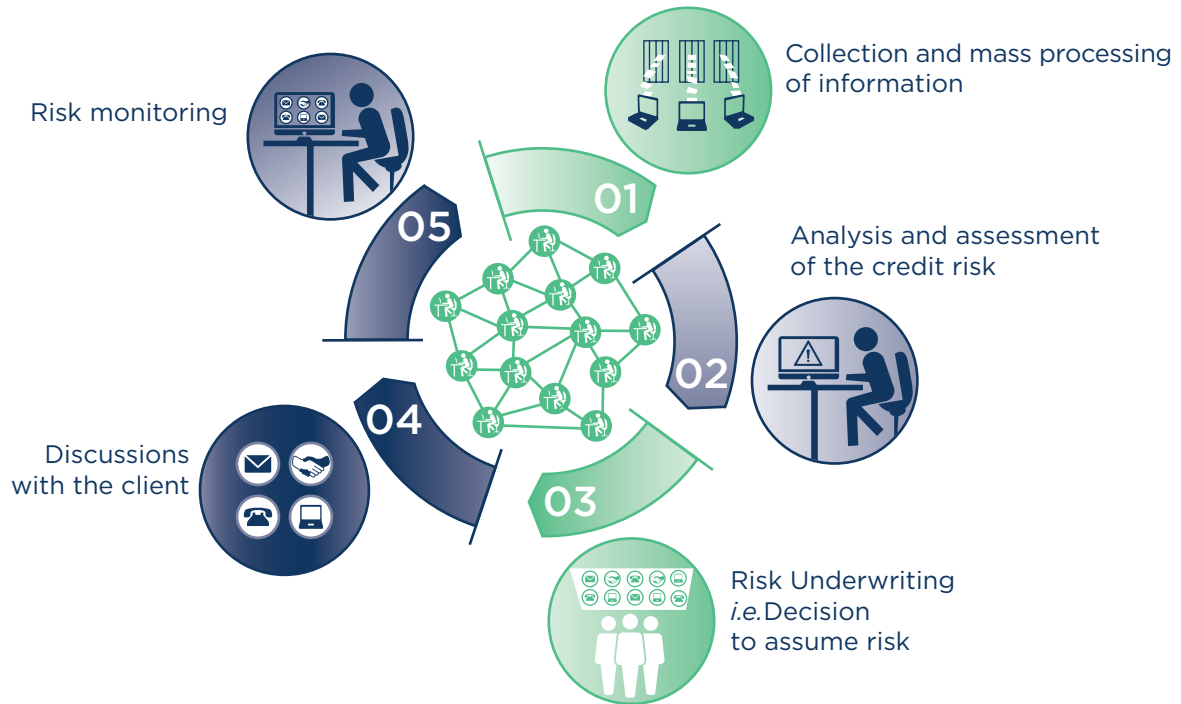 01
Collection and mass processing
of information
02
Analysis and assessment
of the credit risk
03
Risk Underwriting
i.e.Decision
to assume risk
04
Discussions
with the client
05
Risk monitoring